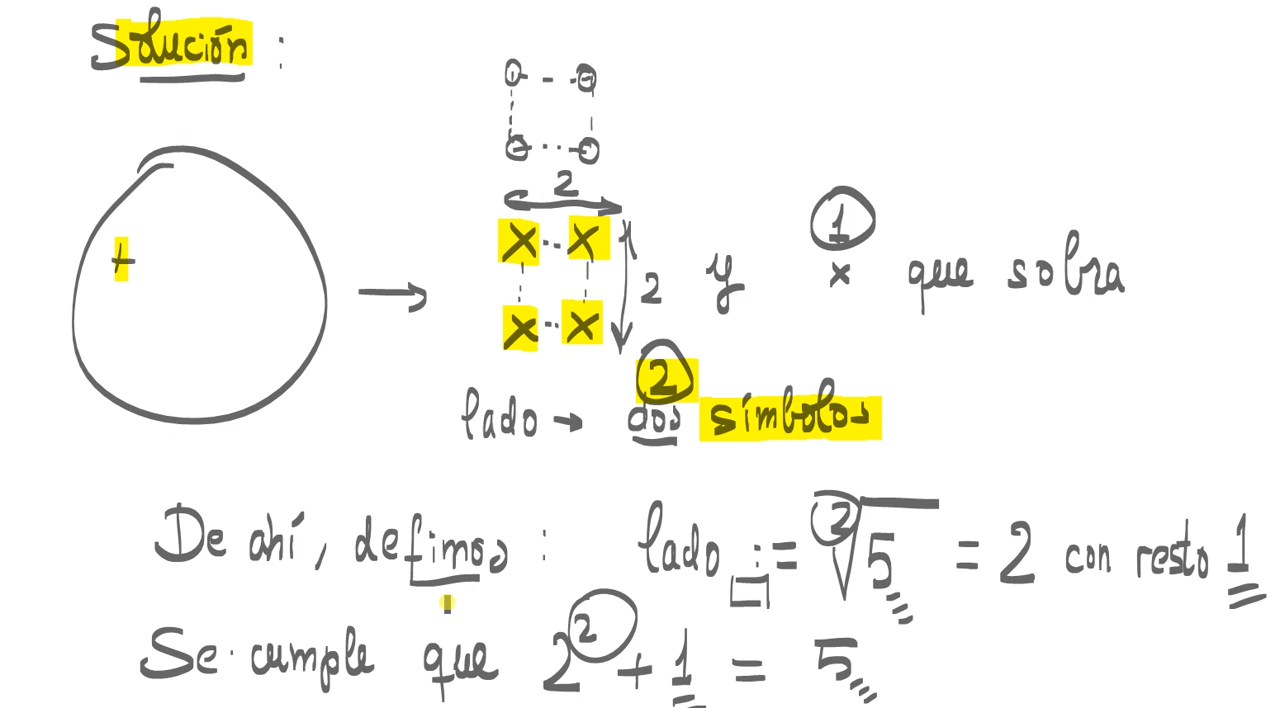 Solución :
2
x x
2
x x
y
1
x que sobra
2
lado → dos símbolos
De ahí, defimos : lado := ²√5 = 2 con resto 1
Se cumple que 2² + 1 = 5